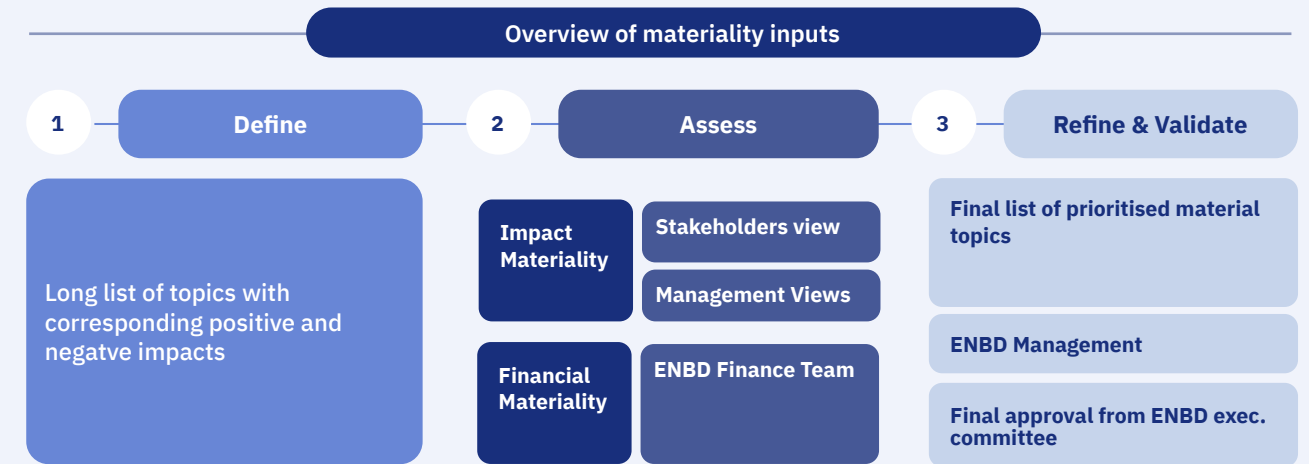 Overview of materiality inputs
1
Define
2
Assess
3
Refine & Validate
Long list of topics with
corresponding positive and
negatve impacts
Impact
Materiality
Stakeholders view
Management Views
Financial
Materiality
ENBD Finance Team
Final list of prioritised material
topics
ENBD Management
Final approval from ENBD exec.
committee